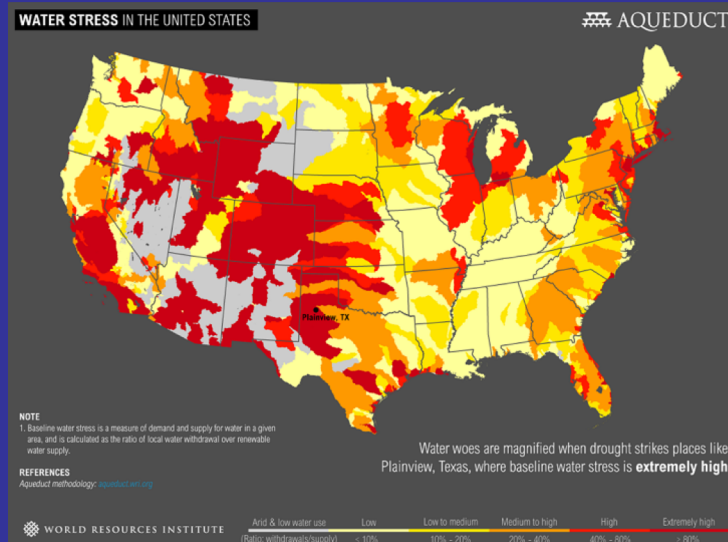 WATER STRESS IN THE UNITED STATES
AQUEDUCT
Plainview, TX
NOTE
1. Baseline water stress is a measure of demand and supply for water in a given
area, and is calculated as the ratio of local water withdrawal over renewable
water supply.
REFERENCES
Aqueduct methodology: aqueduct.wri.org
Water woes are magnified when drought strikes places like
Plainview, Texas, where baseline water stress is extremely high
WORLD RESOURCES INSTITUTE
Arid & low water use Low Low to medium Medium to high High Extremely high
(Ratio: withdrawals/supply) < 10% 10% - 20% 20% - 40% 40% - 80% > 80%